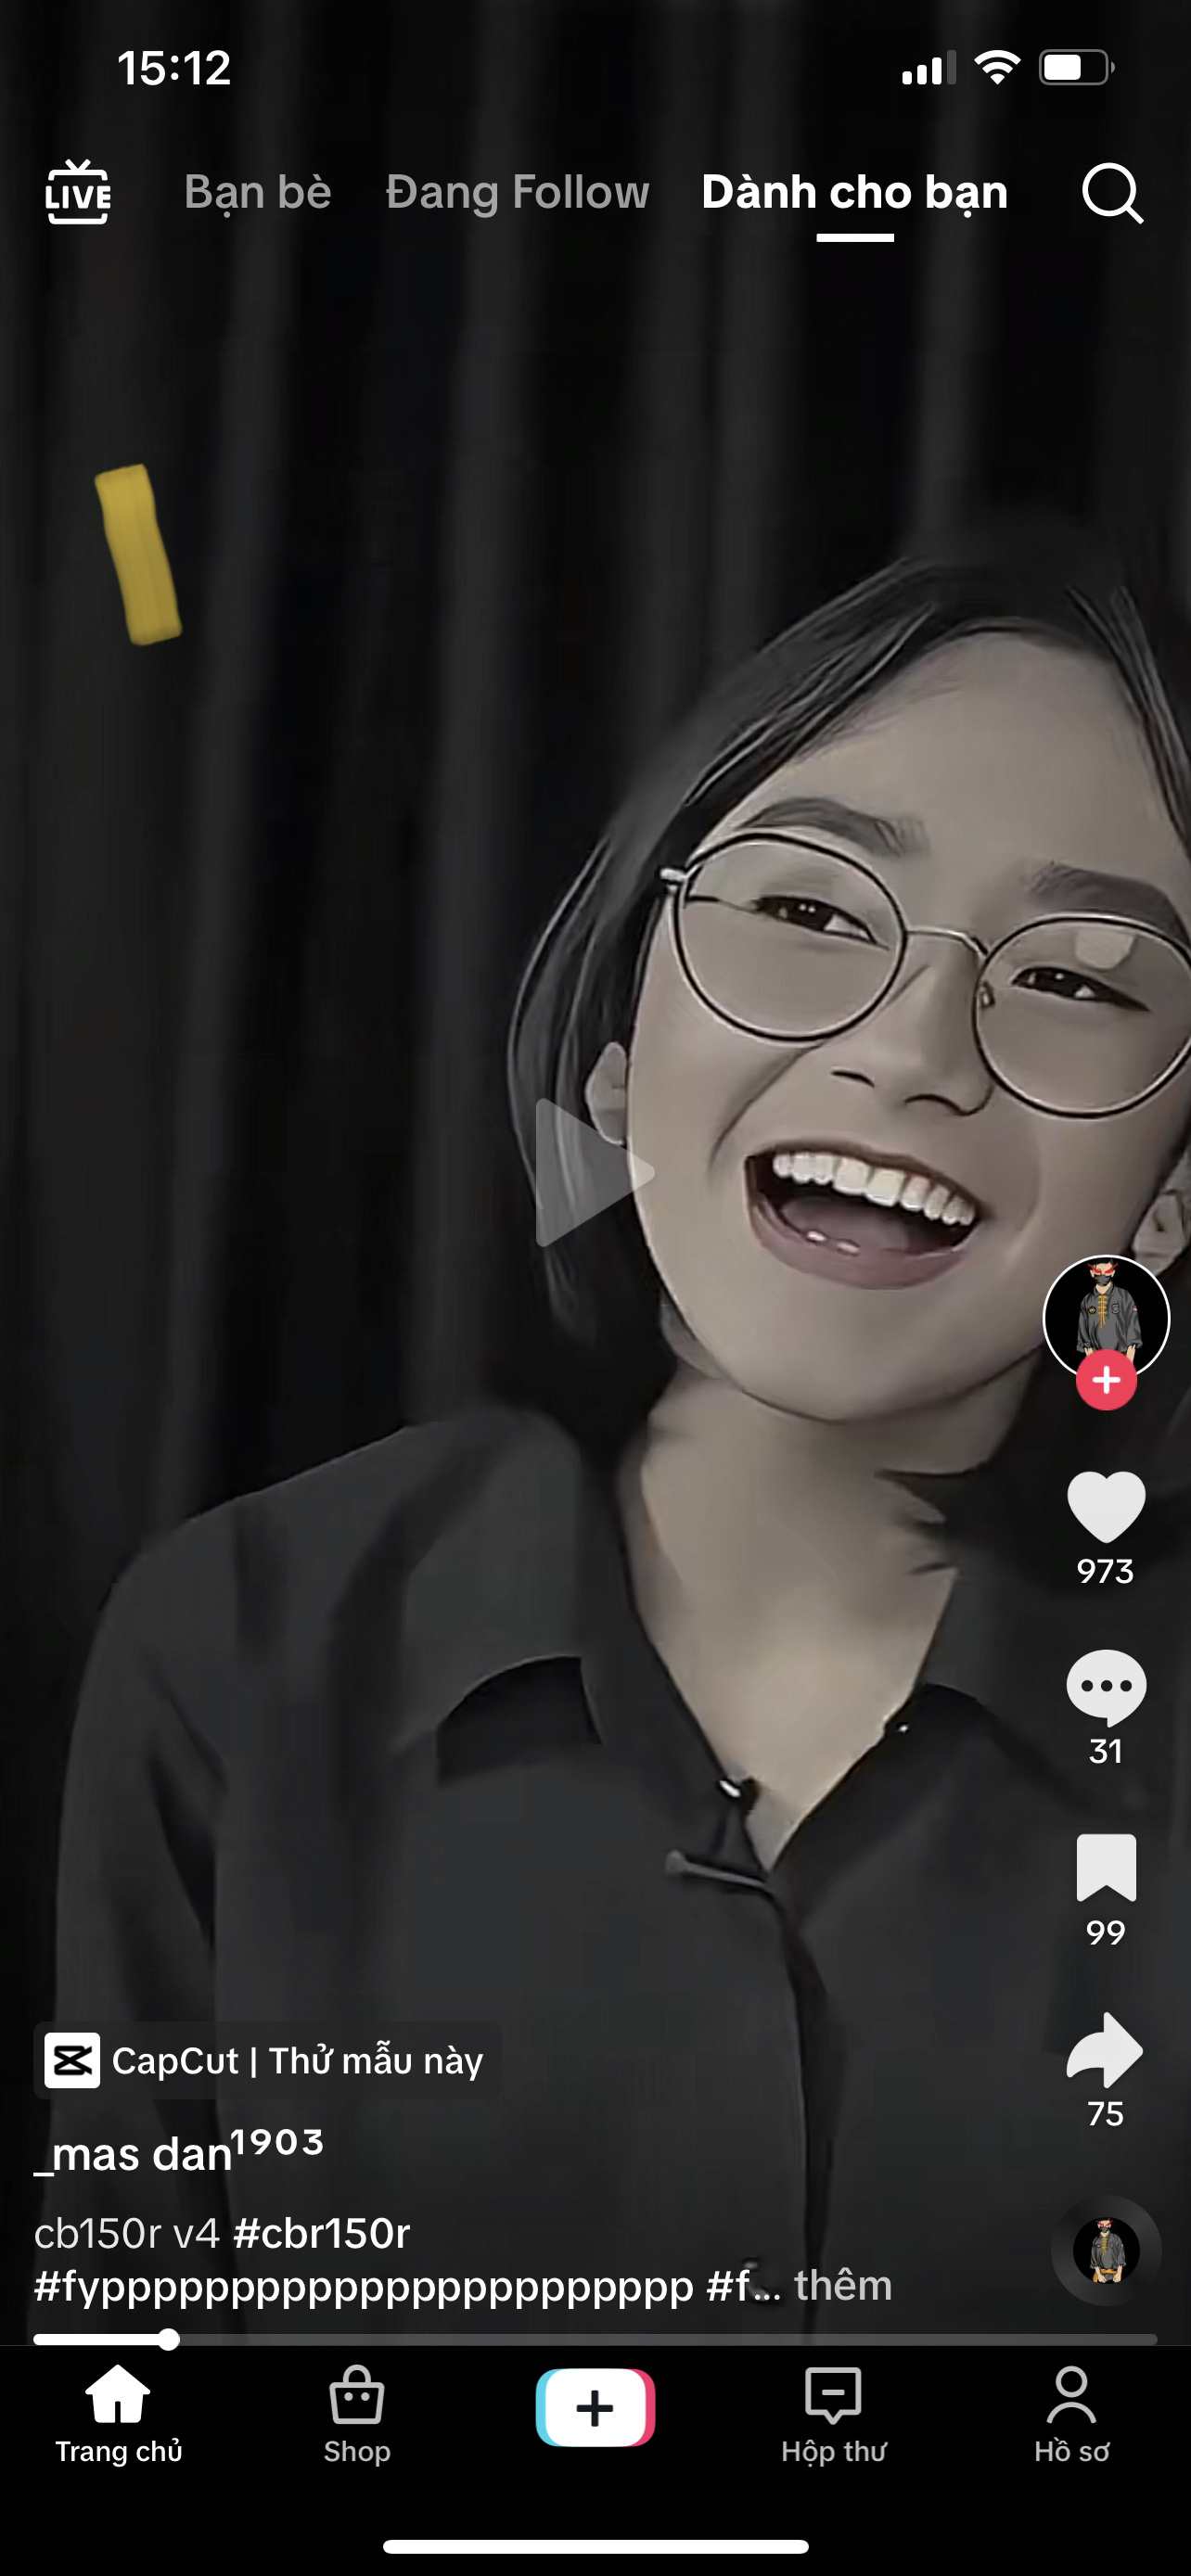 15:12
LIVE
Bạn bè
Đang Follow
Dành cho bạn
973
31
99
75
CapCut | Thử mẫu này
_mas dan¹⁹⁰³
cb150r v4 #cbr150r
#fyppppppppppppppppppppppp #f... thêm
Trang chủ
Shop
Hộp thư
Hồ sơ